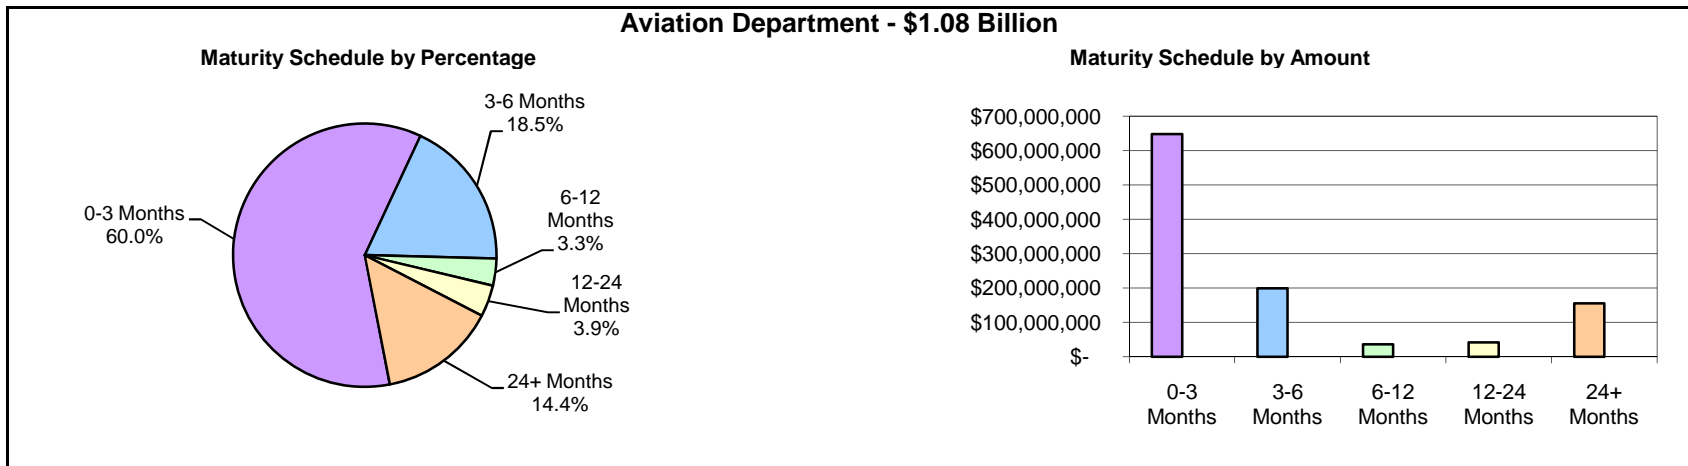 Aviation Department - $1.08 Billion
Maturity Schedule by Percentage
3-6 Months
18.5%
6-12
Months
3.3%
0-3 Months
60.0%
12-24
Months
3.9%
24+ Months
14.4%
Maturity Schedule by Amount
$700,000,000
$600,000,000
$500,000,000
$400,000,000
$300,000,000
$200,000,000
$100,000,000
$-
0-3
Months
3-6
Months
6-12
Months
12-24
Months
24+
Months